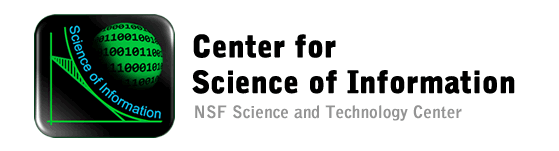 Science of Information
Center for
Science of Information
NSF Science and Technology Center